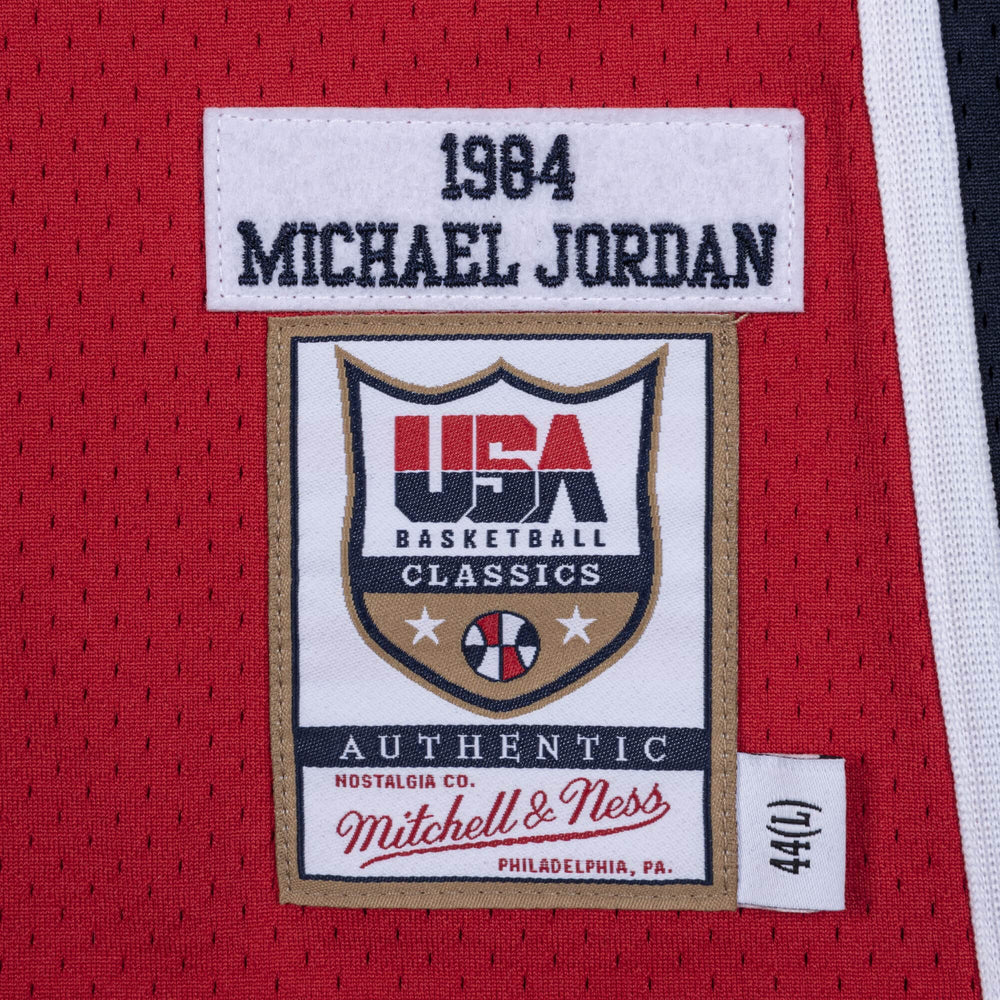 1984
MICHAEL JORDAN
USA
BASKETBALL
CLASSICS
AUTHENTIC
NOSTALGIA CO.
Mitchell & Ness
PHILADELPHIA, PA.
44(L)